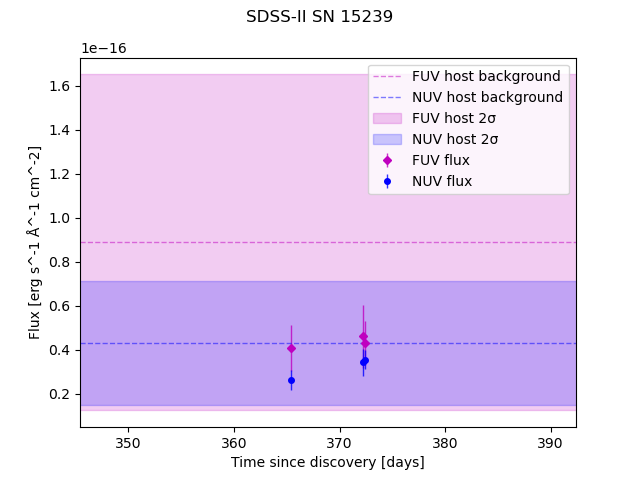 SDSS-II SN 15239
1e−16
1.6
1.4
1.2
1.0
0.8
0.6
0.4
0.2
Flux [erg s^-1 Å^-1 cm^-2]
FUV host background
NUV host background
FUV host 2σ
NUV host 2σ
FUV flux
NUV flux
350 360 370 380 390
Time since discovery [days]